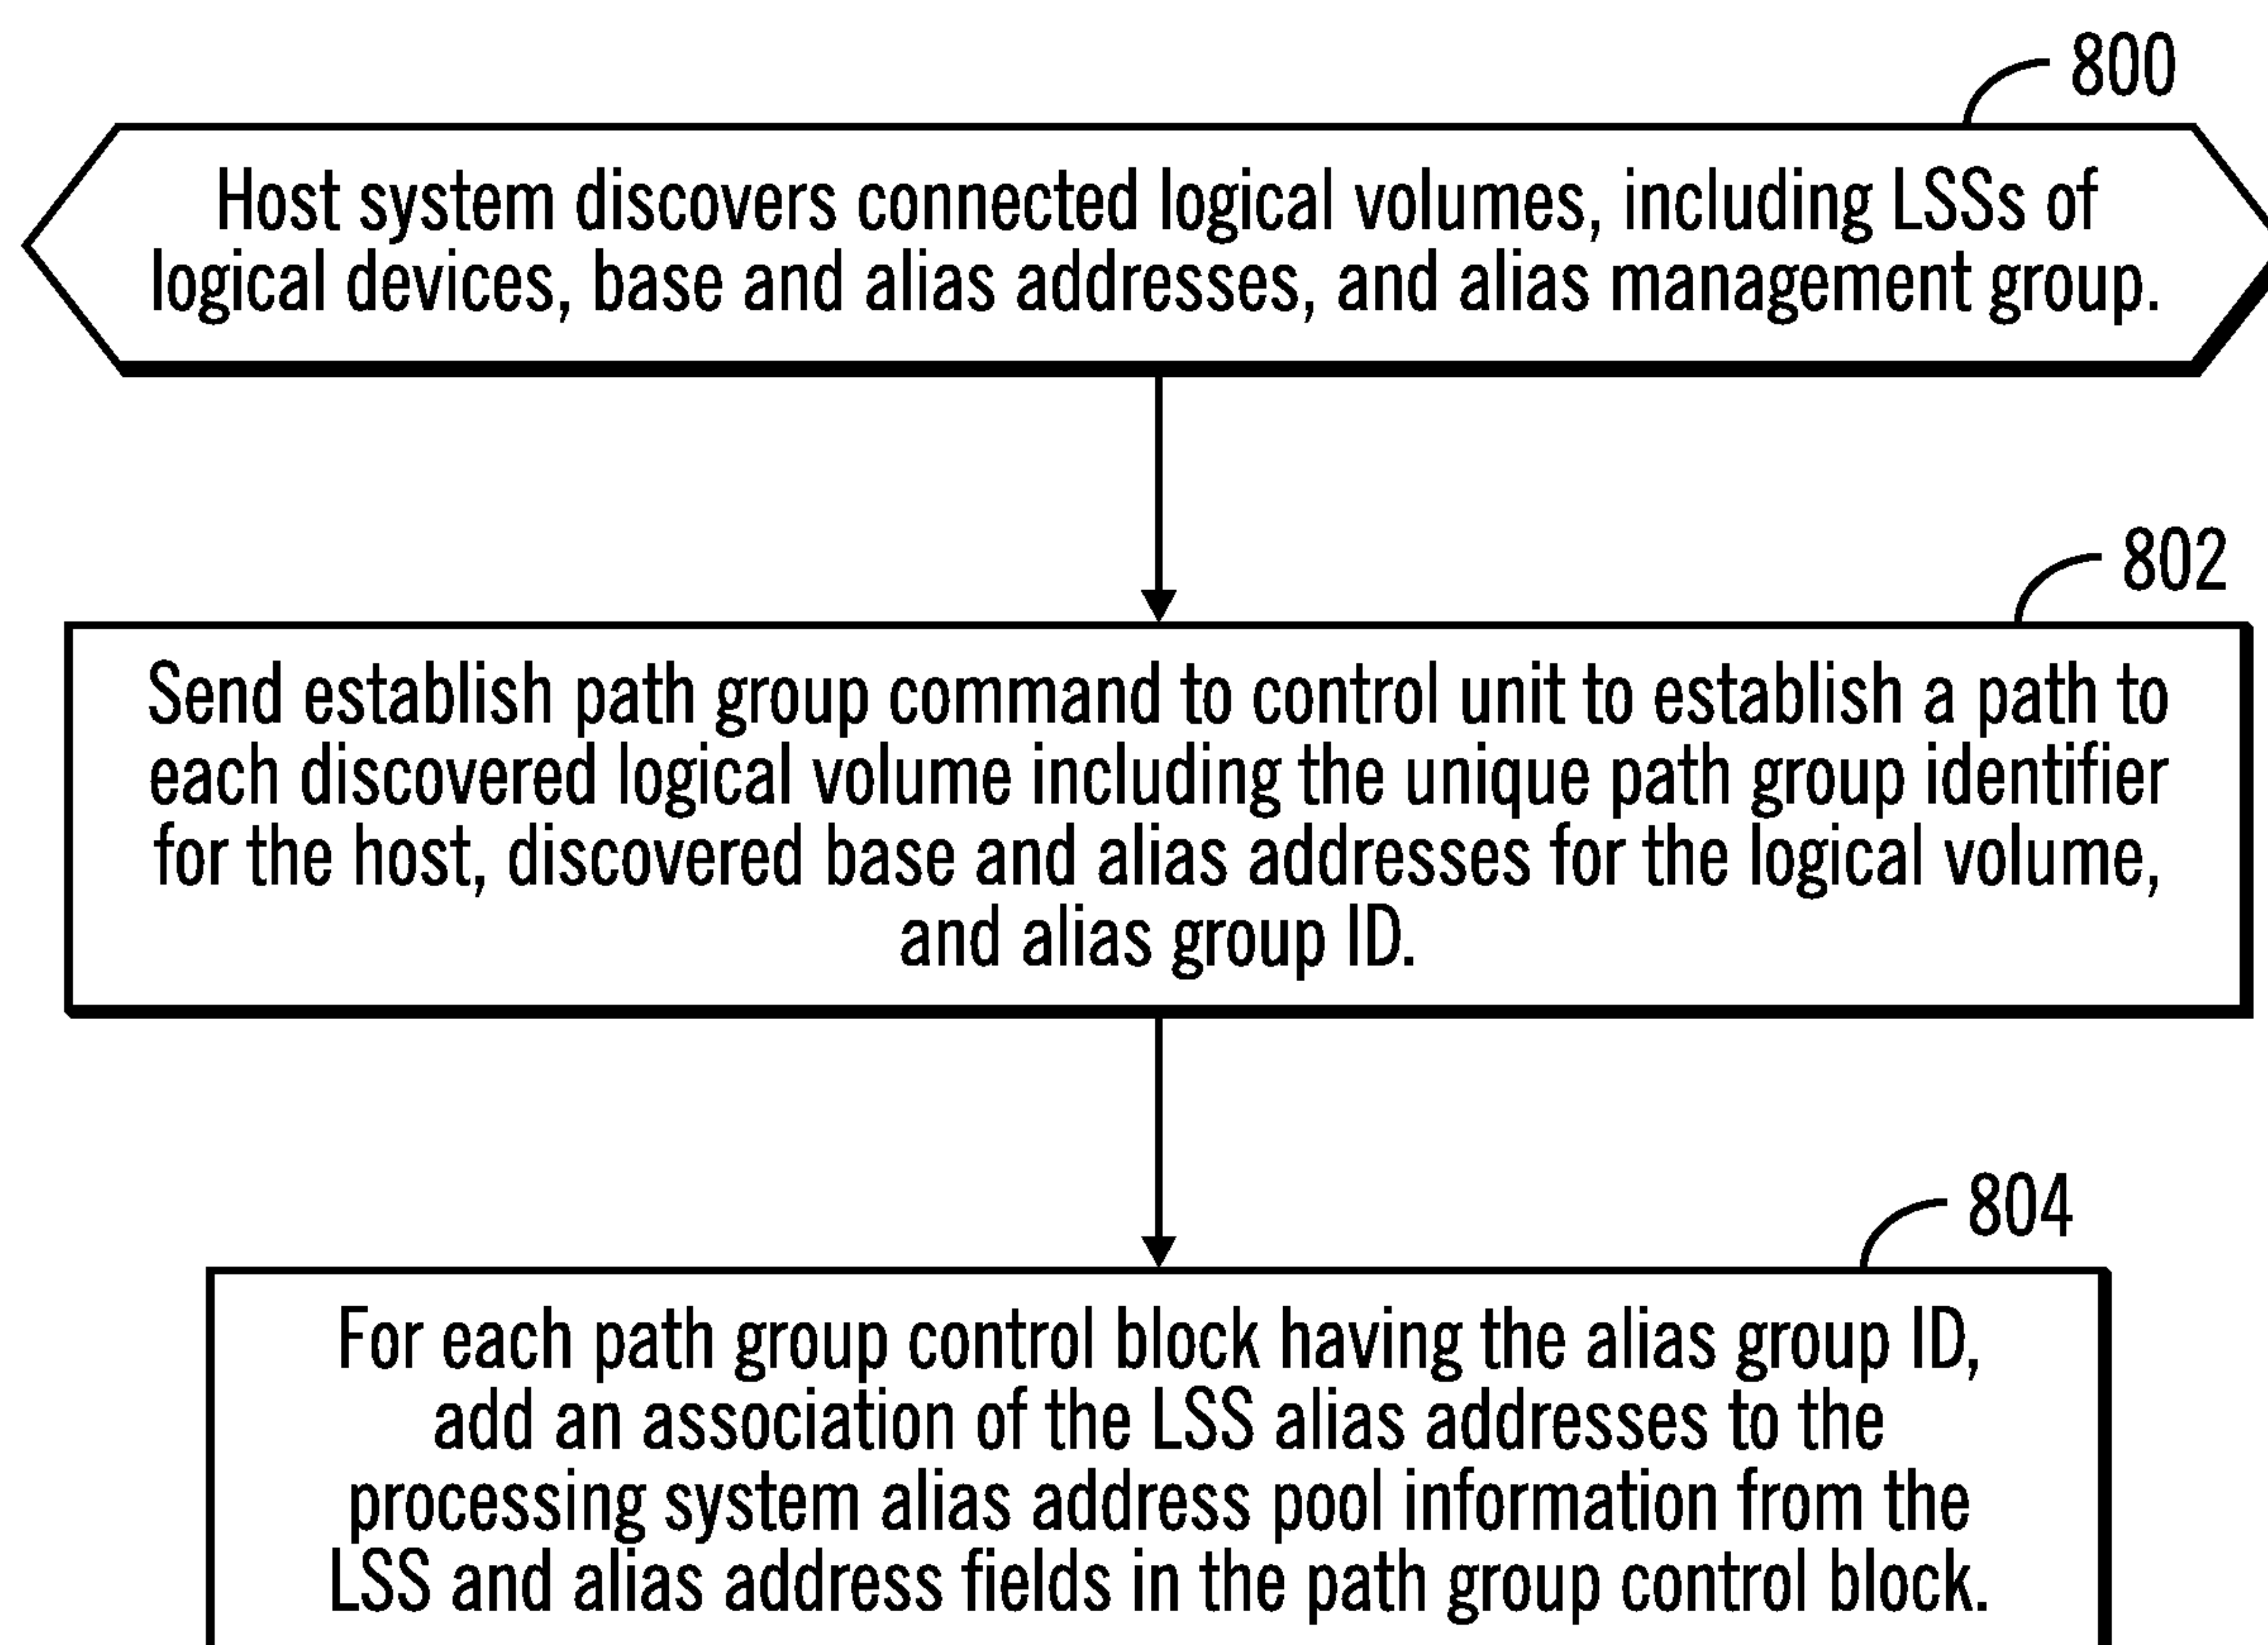 800
Host system discovers connected logical volumes, including LSSs of
logical devices, base and alias addresses, and alias management group.
802
Send establish path group command to control unit to establish a path to
each discovered logical volume including the unique path group identifier
for the host, discovered base and alias addresses for the logical volume,
and alias group ID.
804
For each path group control block having the alias group ID,
add an association of the LSS alias addresses to the
processing system alias address pool information from the
LSS and alias address fields in the path group control block.